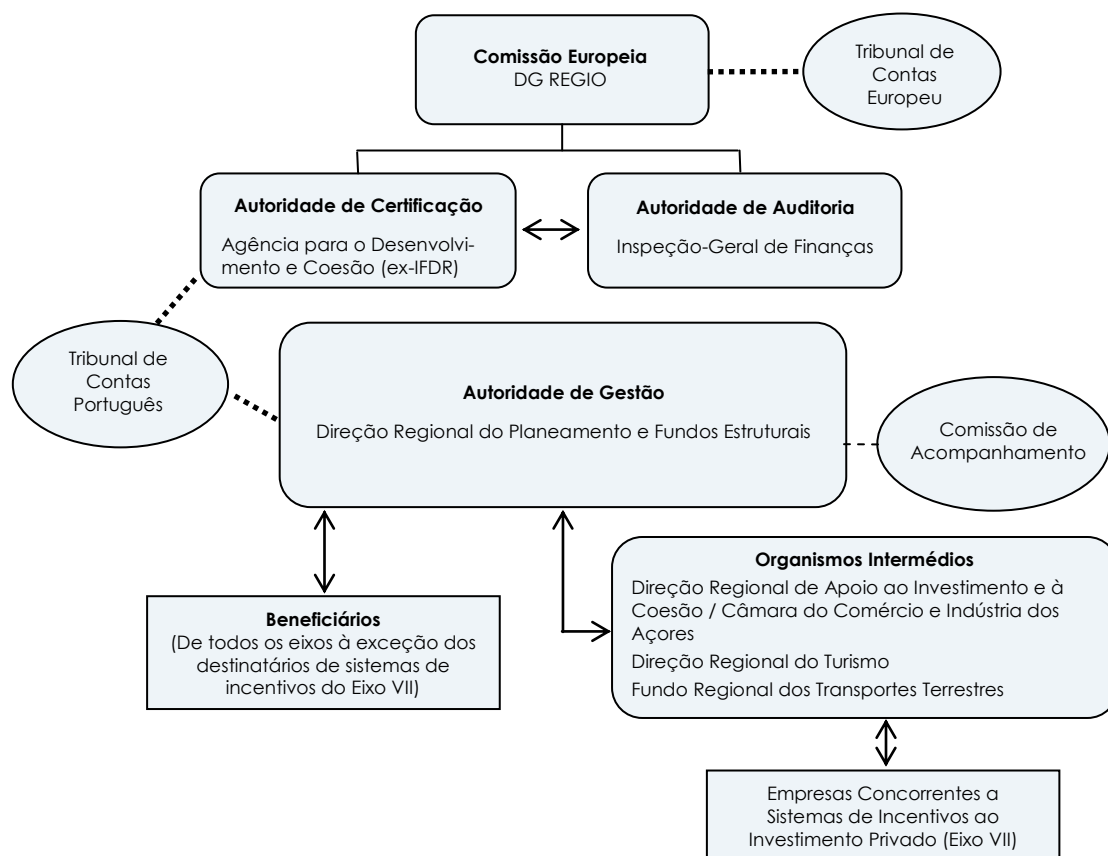 Comissão Europeia
DG REGIO
Tribunal de
Contas
Europeu
Autoridade de Certificação
Agência para o Desenvolvi-
mento e Coesão (ex-IFDR)
Autoridade de Auditoria
Inspeção-Geral de Finanças
Tribunal de
Contas
Português
Autoridade de Gestão
Direção Regional do Planeamento e Fundos Estruturais
Comissão de
Acompanhamento
Beneficiários
(De todos os eixos à exceção dos
destinatários de sistemas de
incentivos do Eixo VII)
Organismos Intermédios
Direção Regional de Apoio ao Investimento e à
Coesão / Câmara do Comércio e Indústria dos
Açores
Direção Regional do Turismo
Fundo Regional dos Transportes Terrestres
Empresas Concorrentes a
Sistemas de Incentivos ao
Investimento Privado (Eixo VII)